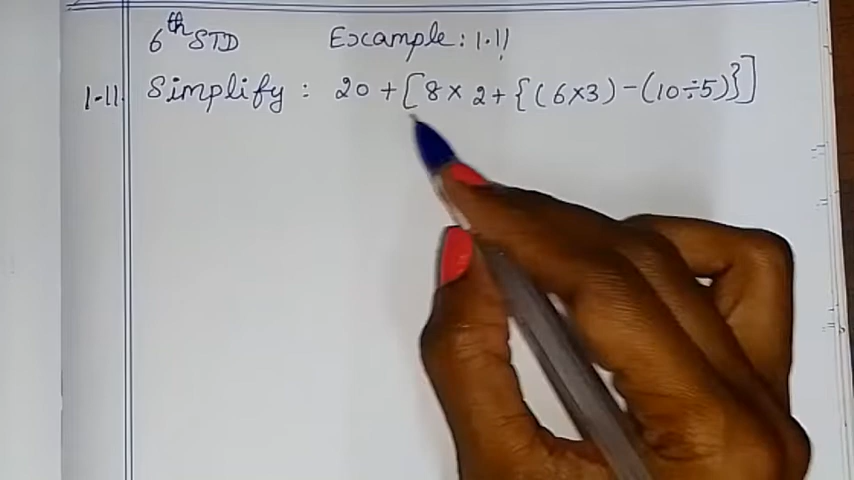 6th STD Example: 1.11
1.11. Simplify : 20 + [8 × 2 + {(6×3) - (10÷5)}]